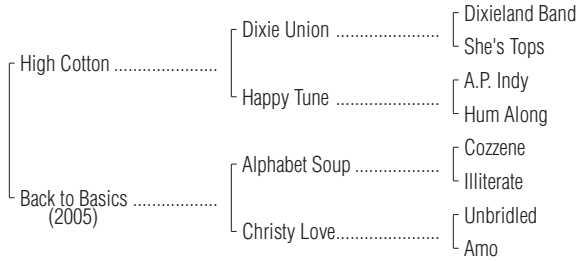 Dixieland Band
Dixie Union ......................
She's Tops
High Cotton ......................
A.P. Indy
Happy Tune ......................
Hum Along
Cozzene
Alphabet Soup ..................
Illiterate
Back to Basics ..................
(2005)
Unbridled
Christy Love......................
Amo